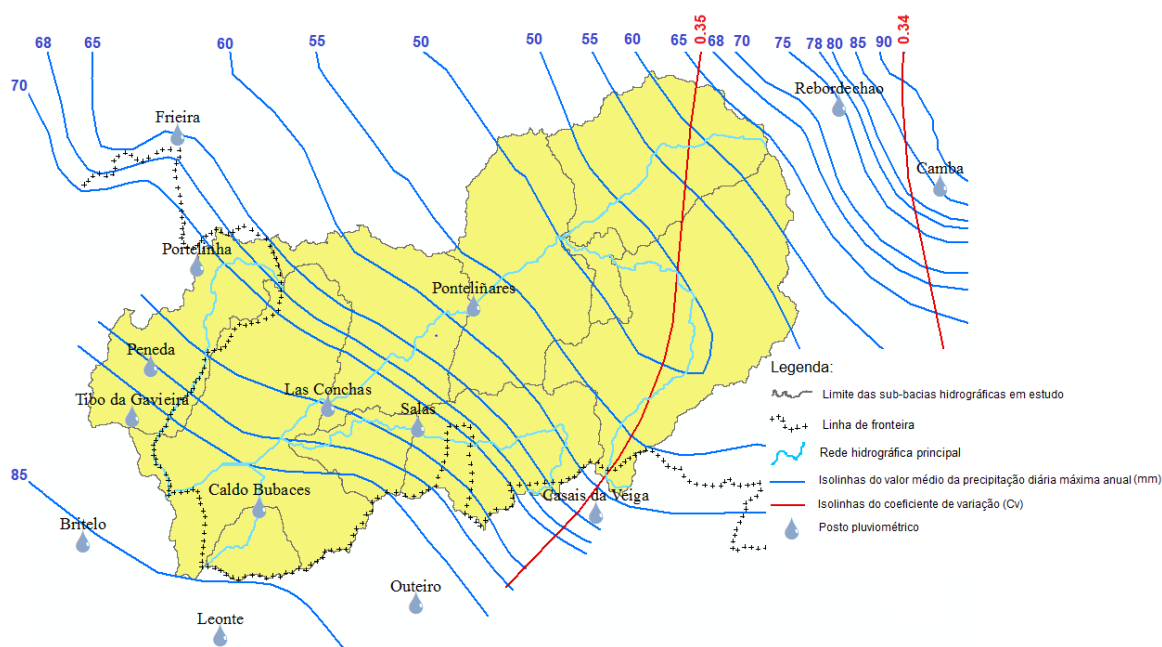 68 65 60 55 50 50 55 60 65 68 70 75 78 80 85 90
0.35
0.34
70
Rebordechao
Frieira
Camba
Portelinha
Ponteliñares
Peneda
Las Conchas
Tibo da Gavieira
Salas
85
Caldo Bubaces
Casais da Veiga
Britelo
Outeiro
Leonte
Legenda:
Limite das sub-bacias hidrográficas em estudo
Linha de fronteira
Rede hidrográfica principal
Isolinhas do valor médio da precipitação diária máxima anual (mm)
Isolinhas do coeficiente de variação (Cv)
Posto pluviométrico